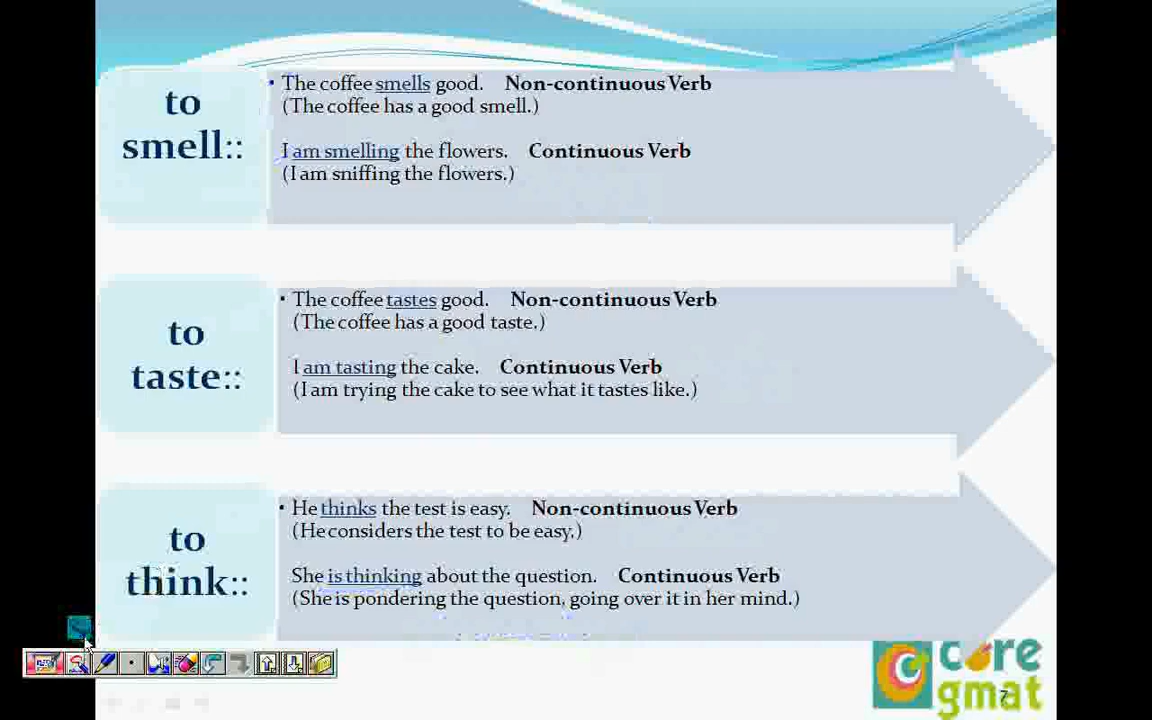 to
smell::
• The coffee smells good. Non-continuous Verb
(The coffee has a good smell.)
I am smelling the flowers. Continuous Verb
(I am sniffing the flowers.)
to
taste::
• The coffee tastes good. Non-continuous Verb
(The coffee has a good taste.)
I am tasting the cake. Continuous Verb
(I am trying the cake to see what it tastes like.)
to
think::
• He thinks the test is easy. Non-continuous Verb
(He considers the test to be easy.)
She is thinking about the question. Continuous Verb
(She is pondering the question, going over it in her mind.)
core
gmat
7